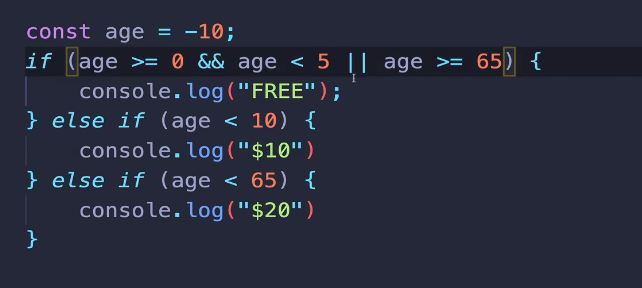 const age = -10;
if (age >= 0 && age < 5 || age >= 65) {
    console.log("FREE");
} else if (age < 10) {
    console.log("$10")
} else if (age < 65) {
    console.log("$20")
}